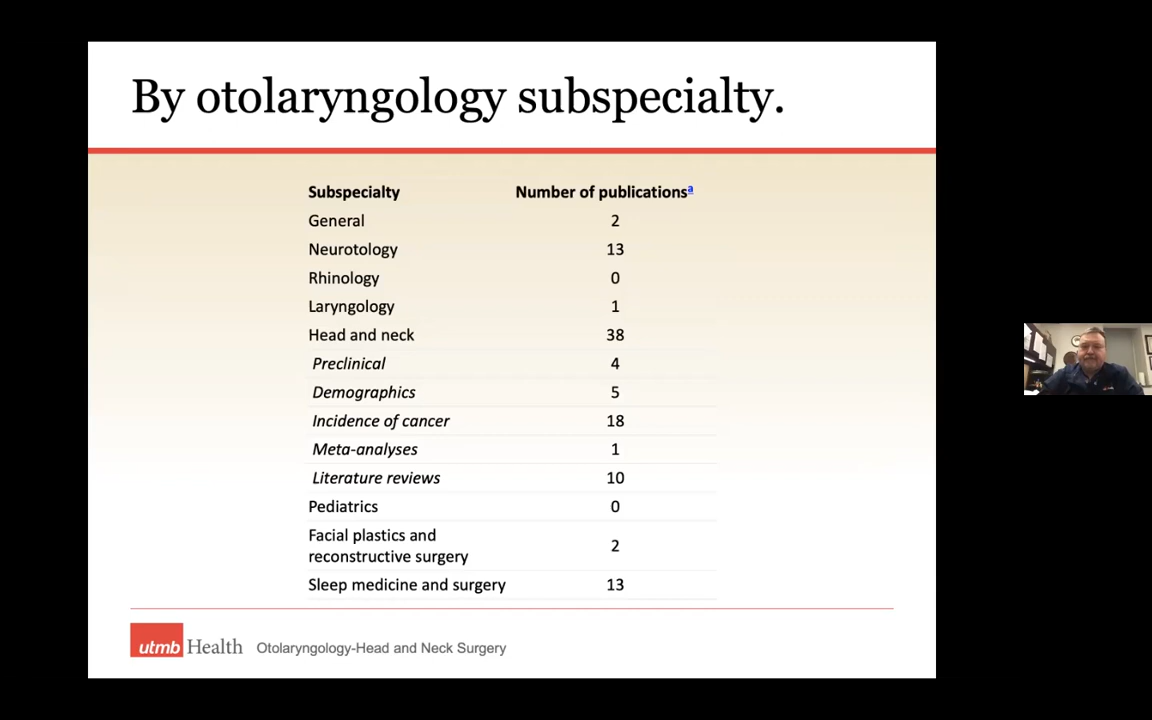 By otolaryngology subspecialty.
Subspecialty Number of publicationsa
General 2
Neurotology 13
Rhinology 0
Laryngology 1
Head and neck 38
Preclinical 4
Demographics 5
Incidence of cancer 18
Meta-analyses 1
Literature reviews 10
Pediatrics 0
Facial plastics and
reconstructive surgery 2
Sleep medicine and surgery 13
utmb Health Otolaryngology-Head and Neck Surgery